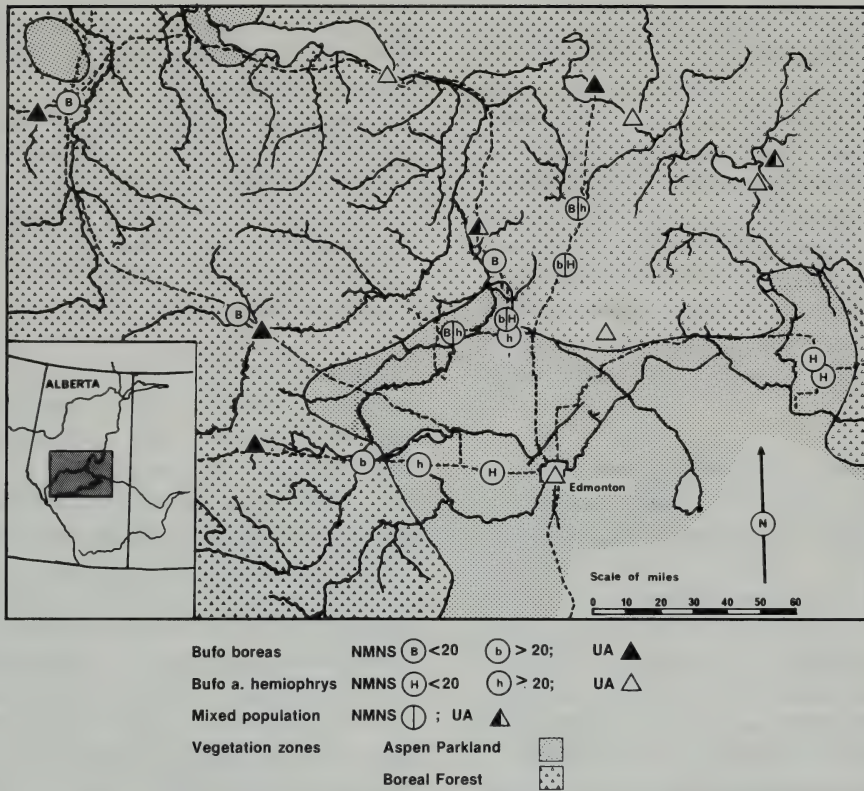 B
B
B
h
B
b
H
B
h
b
H
h
H
H
b
h
H
Edmonton
ALBERTA
N
Scale of miles
0 10 20 30 40 50 60
Bufo boreas NMNS B <20 b > 20; UA
Bufo a. hemiophrys NMNS H <20 h > 20; UA
Mixed population NMNS ; UA
Vegetation zones Aspen Parkland
Boreal Forest